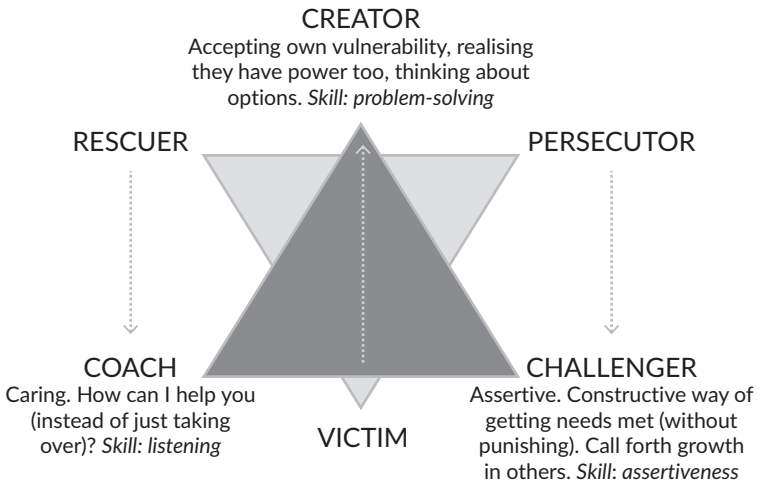 CREATOR
Accepting own vulnerability, realising
they have power too, thinking about
options. Skill: problem-solving
RESCUER
PERSECUTOR
COACH
Caring. How can I help you
(instead of just taking
over)? Skill: listening
CHALLENGER
Assertive. Constructive way of
getting needs met (without
punishing). Call forth growth
in others. Skill: assertiveness
VICTIM